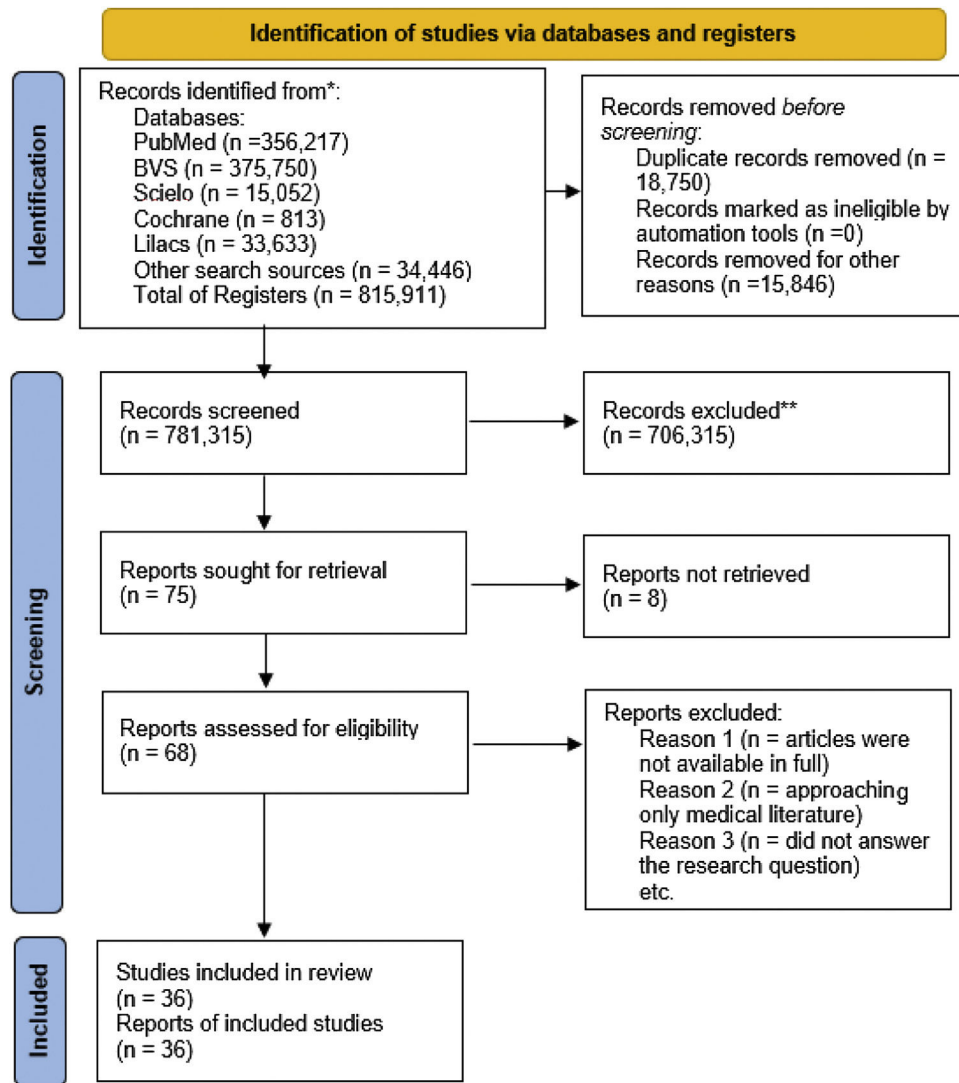 Identification of studies via databases and registers
Identification
Records identified from*:
Databases:
PubMed (n =356,217)
BVS (n = 375,750)
Scielo (n = 15,052)
Cochrane (n = 813)
Lilacs (n = 33,633)
Other search sources (n = 34,446)
Total of Registers (n = 815,911)
Records removed before
screening:
Duplicate records removed (n =
18,750)
Records marked as ineligible by
automation tools (n =0)
Records removed for other
reasons (n =15,846)
Screening
Records screened
(n = 781,315)
Records excluded**
(n = 706,315)
Reports sought for retrieval
(n = 75)
Reports not retrieved
(n = 8)
Reports assessed for eligibility
(n = 68)
Reports excluded:
Reason 1 (n = articles were
not available in full)
Reason 2 (n = approaching
only medical literature)
Reason 3 (n = did not answer
the research question)
etc.
Included
Studies included in review
(n = 36)
Reports of included studies
(n = 36)